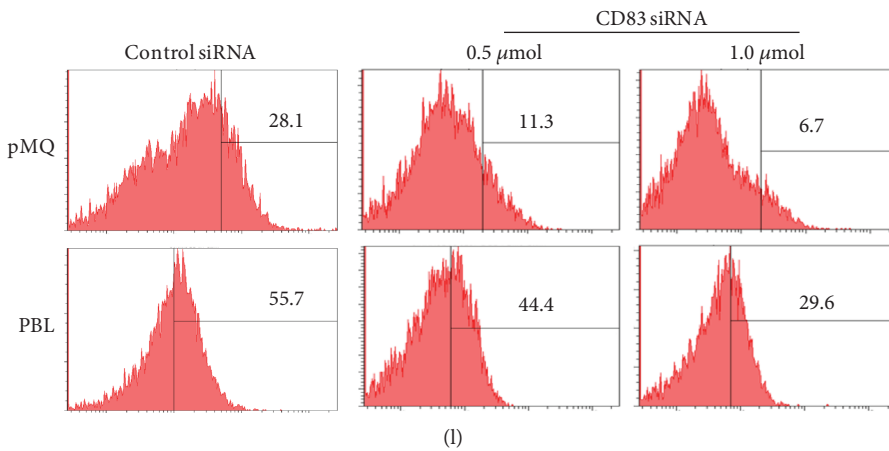 CD83 siRNA
Control siRNA 0.5 μmol 1.0 μmol
pMQ 28.1 11.3 6.7
PBL 55.7 44.4 29.6
(l)